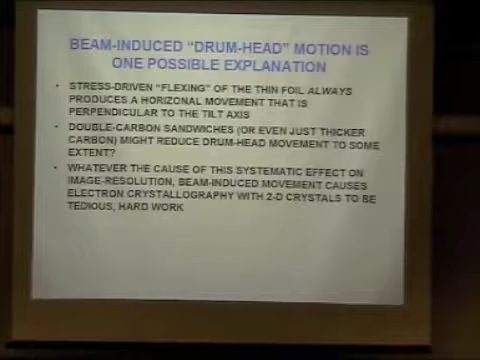 BEAM-INDUCED “DRUM-HEAD” MOTION IS
ONE POSSIBLE EXPLANATION
• STRESS-DRIVEN “FLEXING” OF THE THIN FOIL ALWAYS
PRODUCES A HORIZONAL MOVEMENT THAT IS
PERPENDICULAR TO THE TILT AXIS
• DOUBLE-CARBON SANDWICHES (OR EVEN JUST THICKER
CARBON) MIGHT REDUCE DRUM-HEAD MOVEMENT TO SOME
EXTENT?
• WHATEVER THE CAUSE OF THIS SYSTEMATIC EFFECT ON
IMAGE-RESOLUTION, BEAM-INDUCED MOVEMENT CAUSES
ELECTRON CRYSTALLOGRAPHY WITH 2-D CRYSTALS TO BE
TEDIOUS, HARD WORK